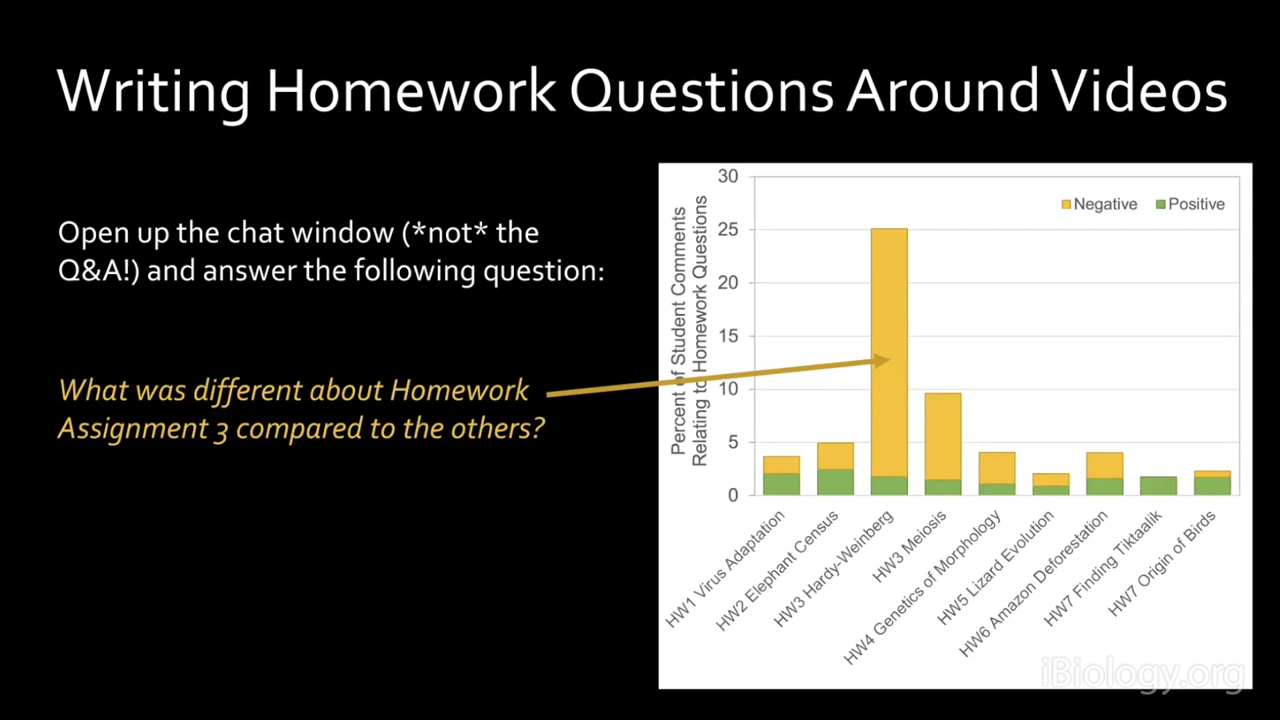 Writing Homework Questions Around Videos
Open up the chat window (*not* the
Q&A!) and answer the following question:
What was different about Homework
Assignment 3 compared to the others?
Percent of Student Comments
Relating to Homework Questions
30
25
20
15
10
5
0
Negative
Positive
HW1 Virus Adaptation
HW2 Elephant Census
HW3 Hardy-Weinberg
HW3 Meiosis
HW4 Genetics of Morphology
HW5 Lizard Evolution
HW6 Amazon Deforestation
HW7 Finding Tiktaalik
HW7 Origin of Birds
iBiology.org